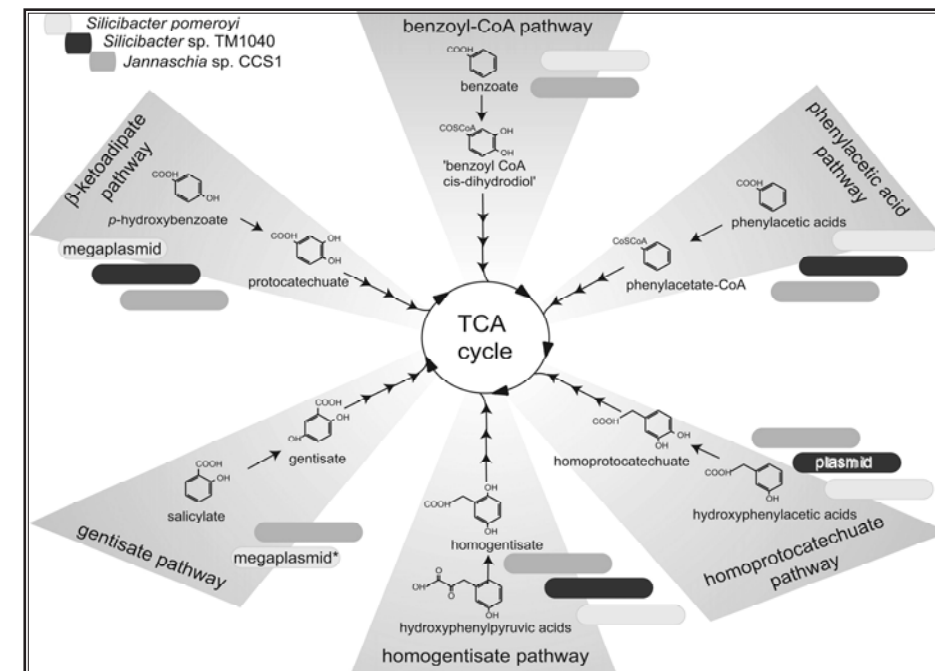 Silicibacter pomeroyi
Silicibacter sp. TM1040
Jannaschia sp. CCS1
benzoyl-CoA pathway
COOH
benzoate
COSCoA
OH
OH
'benzoyl CoA
cis-dihydrodiol'
β-ketoadipate
pathway
COOH
OH
p-hydroxybenzoate
megaplasmid
COOH
OH
OH
protocatechuate
phenylacetic acid
pathway
COOH
phenylacetic acids
CoSCoA
phenylacetate-CoA
TCA
cycle
COOH
OH
OH
gentisate
COOH
OH
salicylate
megaplasmid*
gentisate pathway
OH
COOH
OH
homogentisate
O
OH
O
OH
hydroxyphenylpyruvic acids
homogentisate pathway
COOH
OH
OH
homoprotocatechuate
plasmid
COOH
OH
hydroxyphenylacetic acids
homoprotocatechuate
pathway